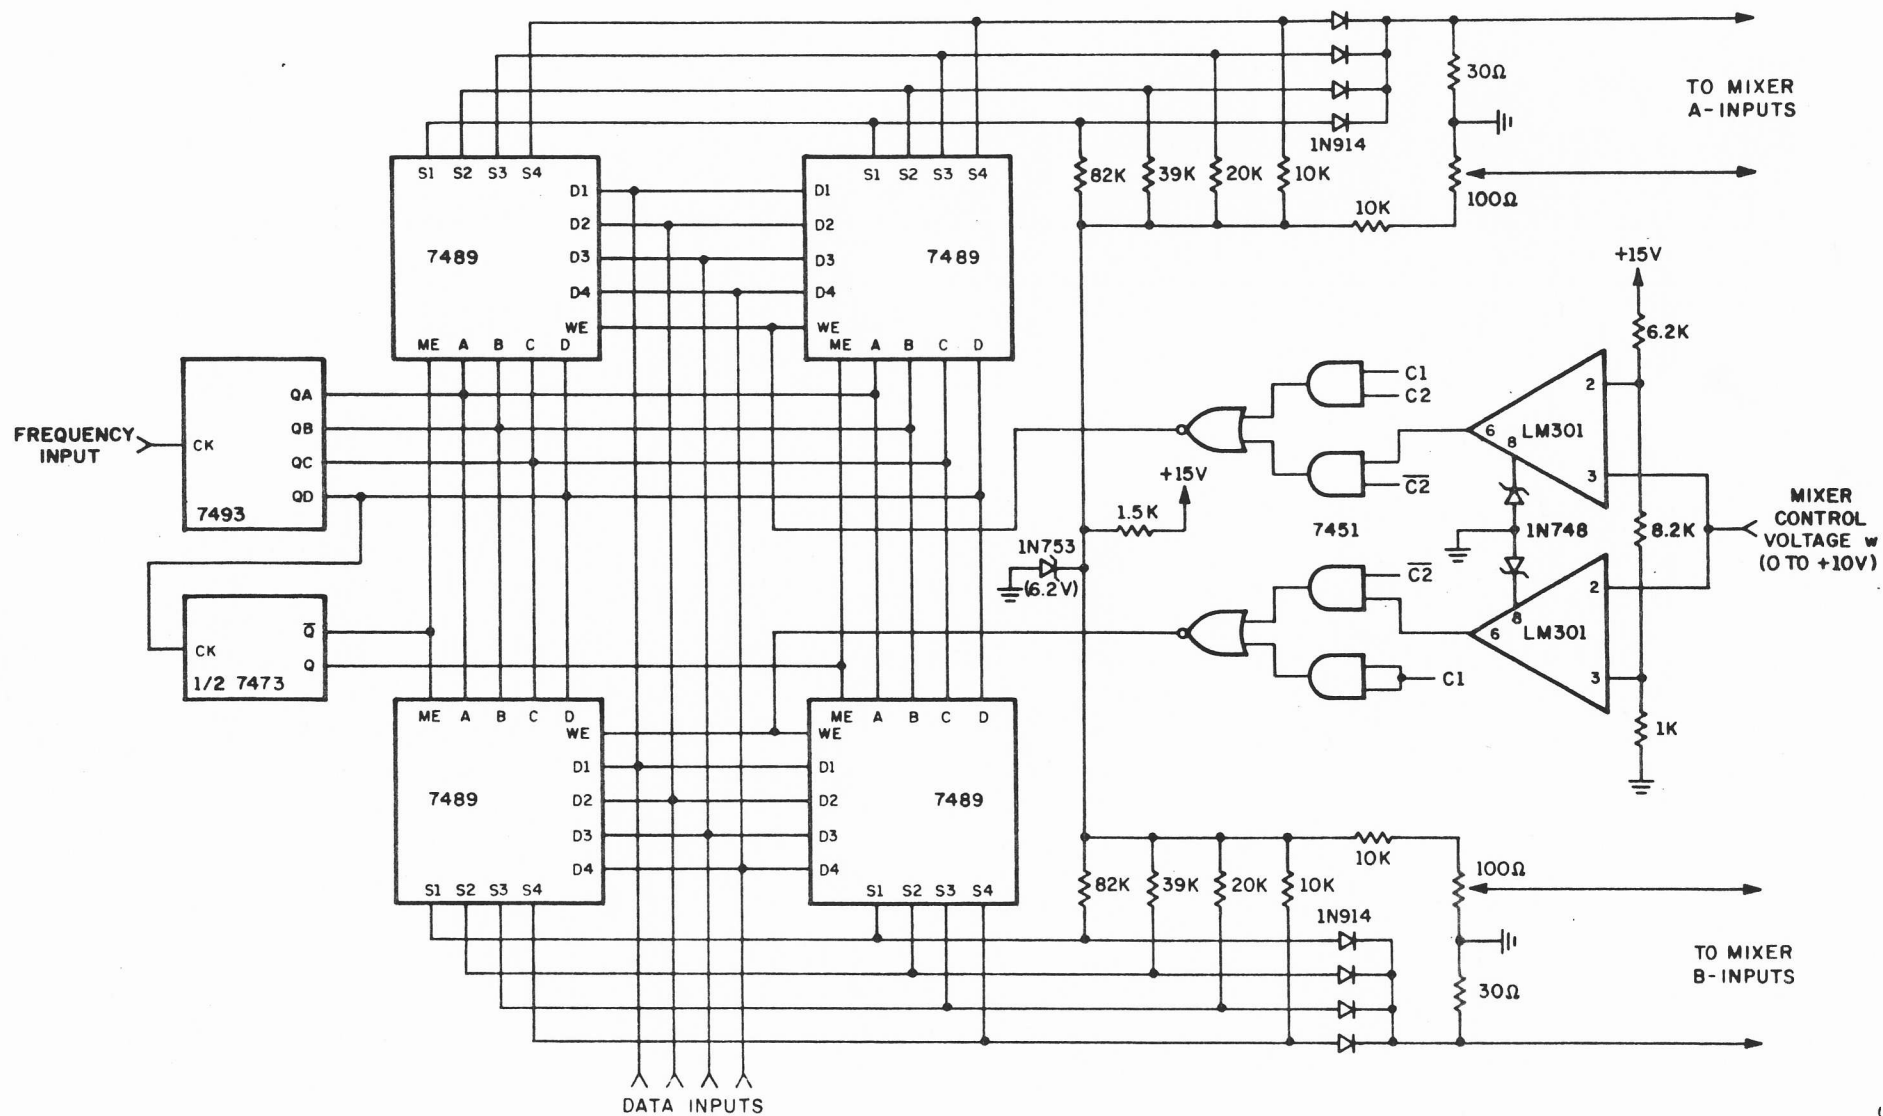 TO MIXER
A-INPUTS
30Ω
1N914
82K
39K
20K
10K
10K
100Ω
S1 S2 S3 S4
D1
D2
D3
D4
WE
7489
ME A B C D
S1 S2 S3 S4
D1
D2
D3
D4
WE
7489
ME A B C D
+15V
6.2K
C1
C2
2
LM301
6
8
3
C2̅
+15V
1.5K
7451
1N748
8.2K
MIXER
CONTROL
VOLTAGE w
(0 TO +10V)
FREQUENCY
INPUT
CK
QA
QB
QC
QD
7493
1N753
(6.2V)
C2̅
2
8
6
LM301
3
C1
1K
CK
Q̅
Q
1/2 7473
ME A B C D
WE
D1
D2
D3
D4
7489
S1 S2 S3 S4
ME A B C D
WE
D1
D2
D3
D4
7489
S1 S2 S3 S4
10K
100Ω
82K
39K
20K
10K
1N914
30Ω
TO MIXER
B-INPUTS
DATA INPUTS